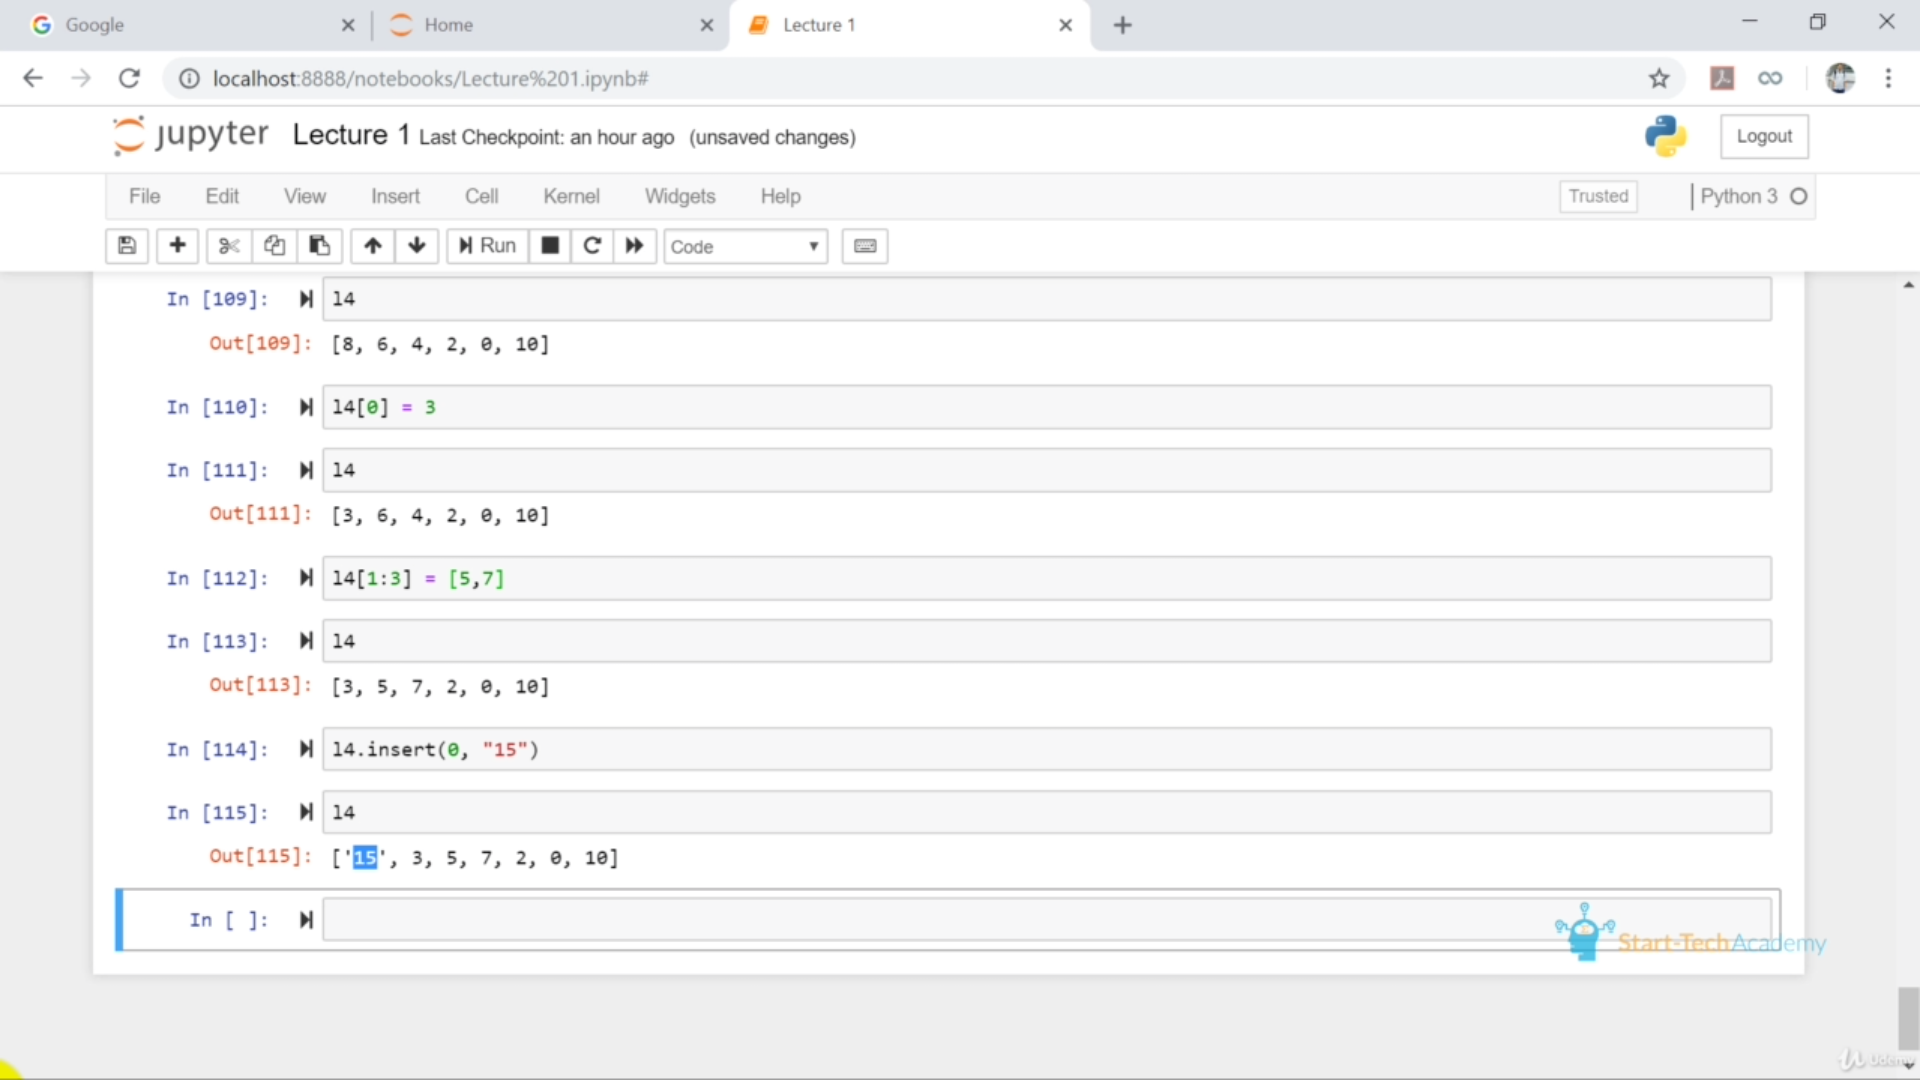 Google
Home
Lecture 1
localhost:8888/notebooks/Lecture%201.ipynb#
jupyter Lecture 1 Last Checkpoint: an hour ago (unsaved changes)
Logout
File Edit View Insert Cell Kernel Widgets Help
Trusted
Python 3
Run
Code
In [109]: l4
Out[109]: [8, 6, 4, 2, 0, 10]
In [110]: l4[0] = 3
In [111]: l4
Out[111]: [3, 6, 4, 2, 0, 10]
In [112]: l4[1:3] = [5,7]
In [113]: l4
Out[113]: [3, 5, 7, 2, 0, 10]
In [114]: l4.insert(0, "15")
In [115]: l4
Out[115]: ['15', 3, 5, 7, 2, 0, 10]
In [ ]:
Start-TechAcademy
Udemy